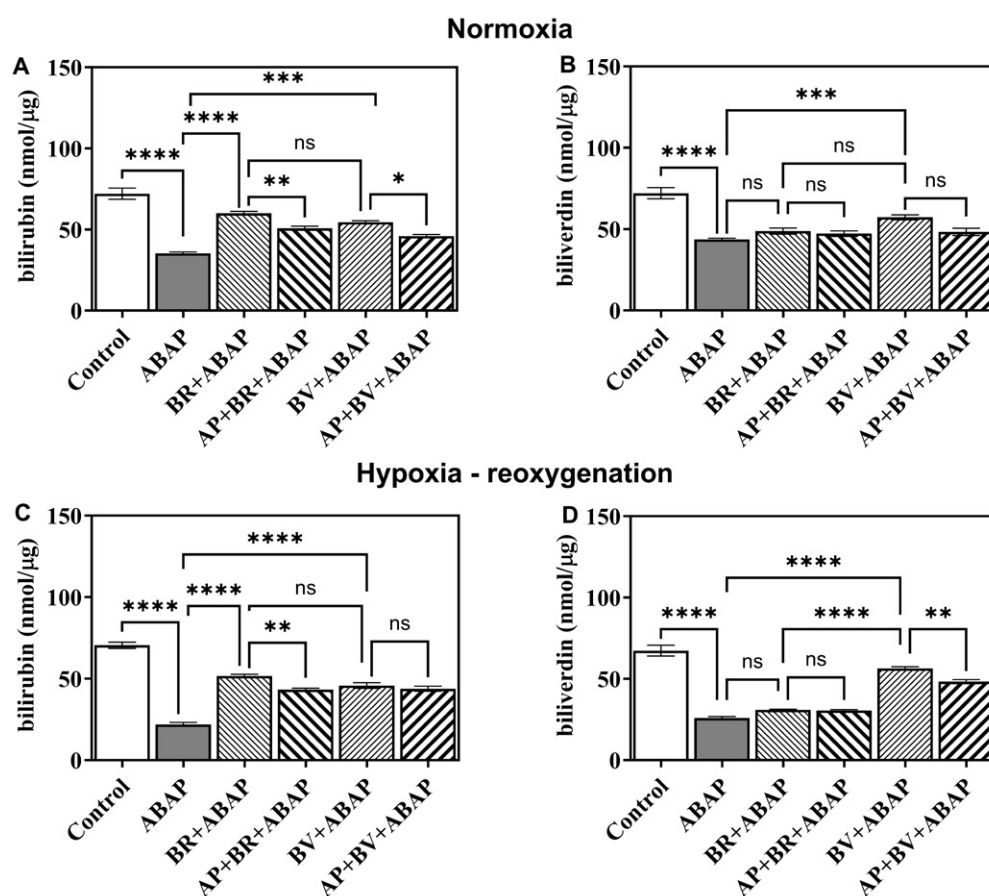 Normoxia
A
bilirubin (nmol/µg)
150
100
50
0
****
****
***
**
ns
*
Control
ABAP
BR+ABAP
AP+BR+ABAP
BV+ABAP
AP+BV+ABAP
B
biliverdin (nmol/µg)
150
100
50
0
****
ns
ns
***
ns
ns
Control
ABAP
BR+ABAP
AP+BR+ABAP
BV+ABAP
AP+BV+ABAP
Hypoxia - reoxygenation
C
bilirubin (nmol/µg)
150
100
50
0
****
****
****
**
ns
ns
Control
ABAP
BR+ABAP
AP+BR+ABAP
BV+ABAP
AP+BV+ABAP
D
biliverdin (nmol/µg)
150
100
50
0
****
ns
ns
****
****
**
Control
ABAP
BR+ABAP
AP+BR+ABAP
BV+ABAP
AP+BV+ABAP